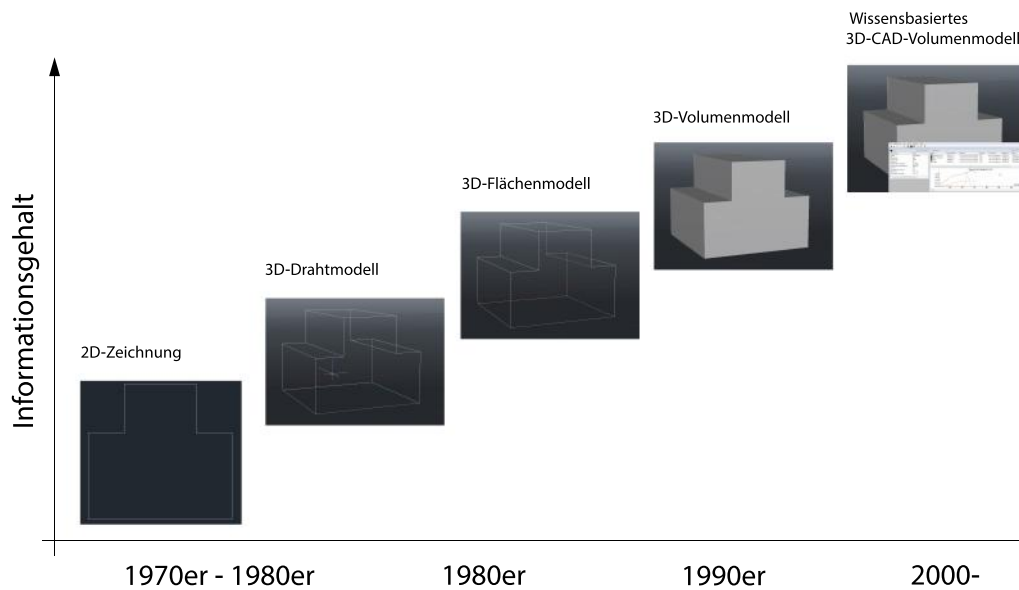 Wissensbasiertes
3D-CAD-Volumenmodell
3D-Volumenmodell
3D-Flächenmodell
3D-Drahtmodell
2D-Zeichnung
Informationsgehalt
1970er - 1980er
1980er
1990er
2000-